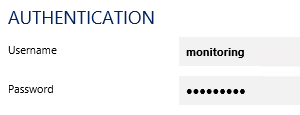 AUTHENTICATION
Username monitoring
Password •••••••••